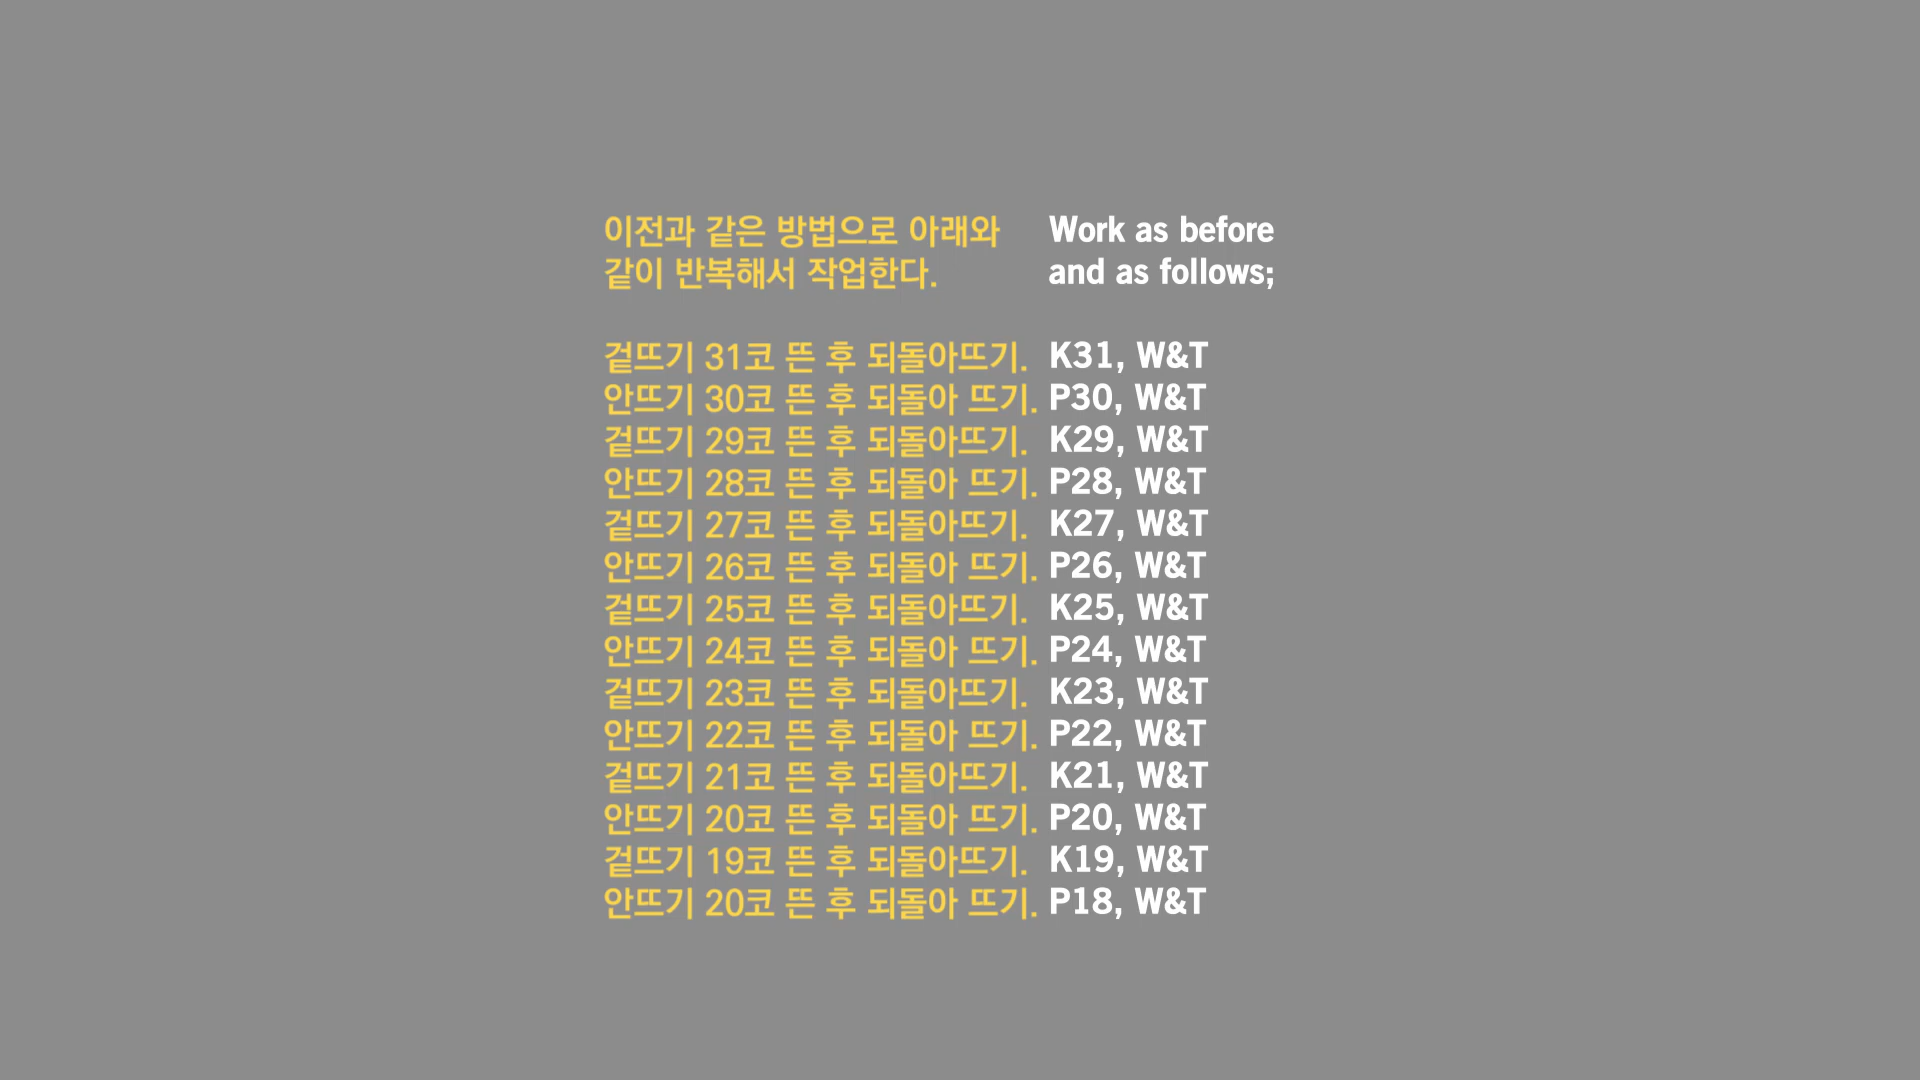 이전과 같은 방법으로 아래와
같이 반복해서 작업한다.
겉뜨기 31코 뜬 후 되돌아뜨기.
안뜨기 30코 뜬 후 되돌아 뜨기.
겉뜨기 29코 뜬 후 되돌아뜨기.
안뜨기 28코 뜬 후 되돌아 뜨기.
겉뜨기 27코 뜬 후 되돌아뜨기.
안뜨기 26코 뜬 후 되돌아 뜨기.
겉뜨기 25코 뜬 후 되돌아뜨기.
안뜨기 24코 뜬 후 되돌아 뜨기.
겉뜨기 23코 뜬 후 되돌아뜨기.
안뜨기 22코 뜬 후 되돌아 뜨기.
겉뜨기 21코 뜬 후 되돌아뜨기.
안뜨기 20코 뜬 후 되돌아 뜨기.
겉뜨기 19코 뜬 후 되돌아뜨기.
안뜨기 20코 뜬 후 되돌아 뜨기.
Work as before
and as follows;
K31, W&T
P30, W&T
K29, W&T
P28, W&T
K27, W&T
P26, W&T
K25, W&T
P24, W&T
K23, W&T
P22, W&T
K21, W&T
P20, W&T
K19, W&T
P18, W&T